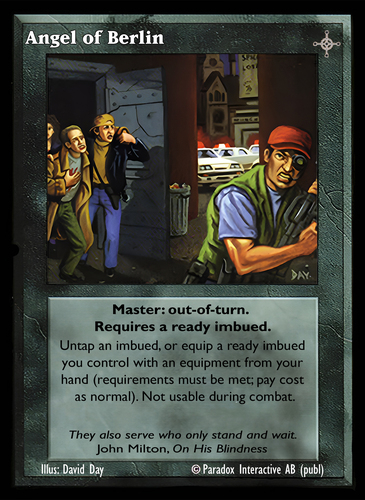 Angel of Berlin
DAY.
Master: out-of-turn.
Requires a ready imbued.
Untap an imbued, or equip a ready imbued
you control with an equipment from your
hand (requirements must be met; pay cost
as normal). Not usable during combat.
They also serve who only stand and wait.
John Milton, On His Blindness
Illus: David Day
© Paradox Interactive AB (publ)